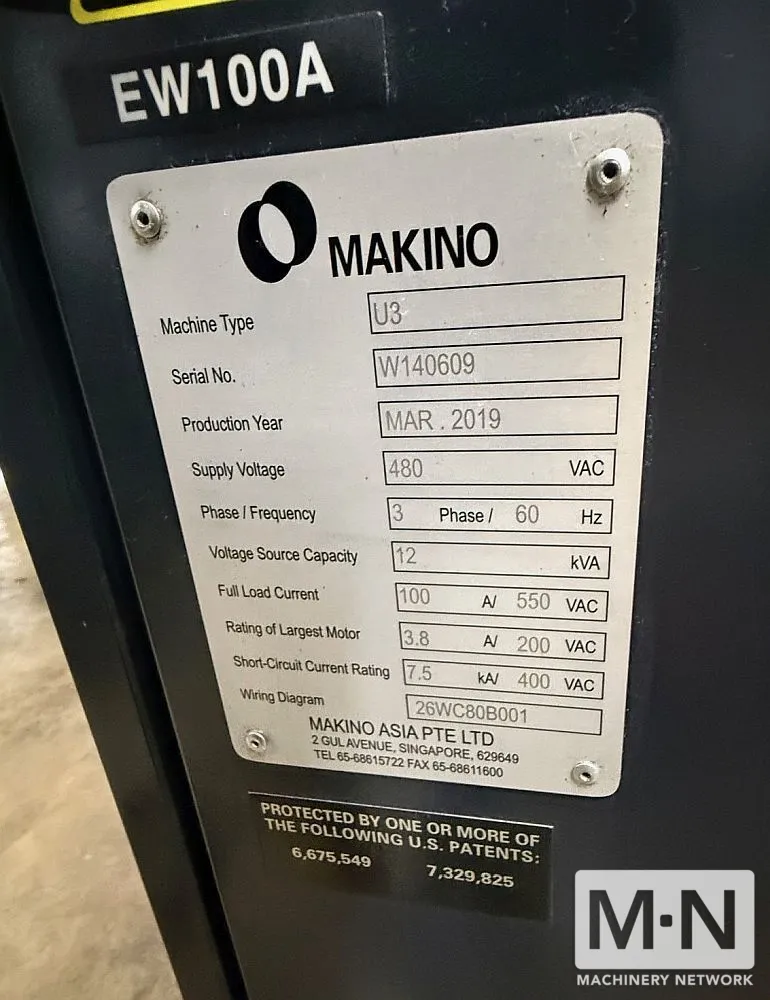 EW100A
MAKINO
Machine Type U3
Serial No. W140609
Production Year MAR . 2019
Supply Voltage 480 VAC
Phase / Frequency 3 Phase / 60 Hz
Voltage Source Capacity 12 kVA
Full Load Current 100 A/ 550 VAC
Rating of Largest Motor 3.8 A/ 200 VAC
Short-Circuit Current Rating 7.5 kA/ 400 VAC
Wiring Diagram 26WC80B001
MAKINO ASIA PTE LTD
2 GUL AVENUE, SINGAPORE, 629649
TEL 65-68615722 FAX 65-68611600
PROTECTED BY ONE OR MORE OF
THE FOLLOWING U.S. PATENTS:
6,675,549 7,329,825
M·N
MACHINERY NETWORK